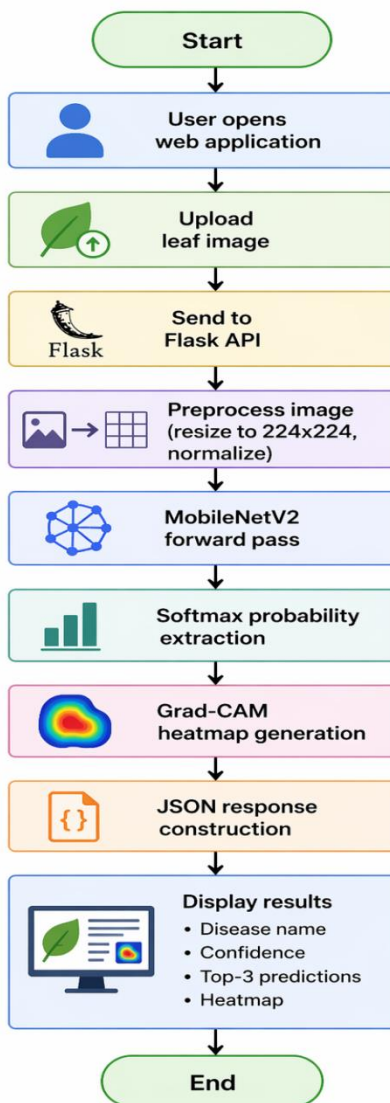 Start
User opens
web application
Upload
leaf image
Flask
Send to
Flask API
Preprocess image
(resize to 224x224,
normalize)
MobileNetV2
forward pass
Softmax probability
extraction
Grad-CAM
heatmap generation
{ }
JSON response
construction
Display results
• Disease name
• Confidence
• Top-3 predictions
• Heatmap
End